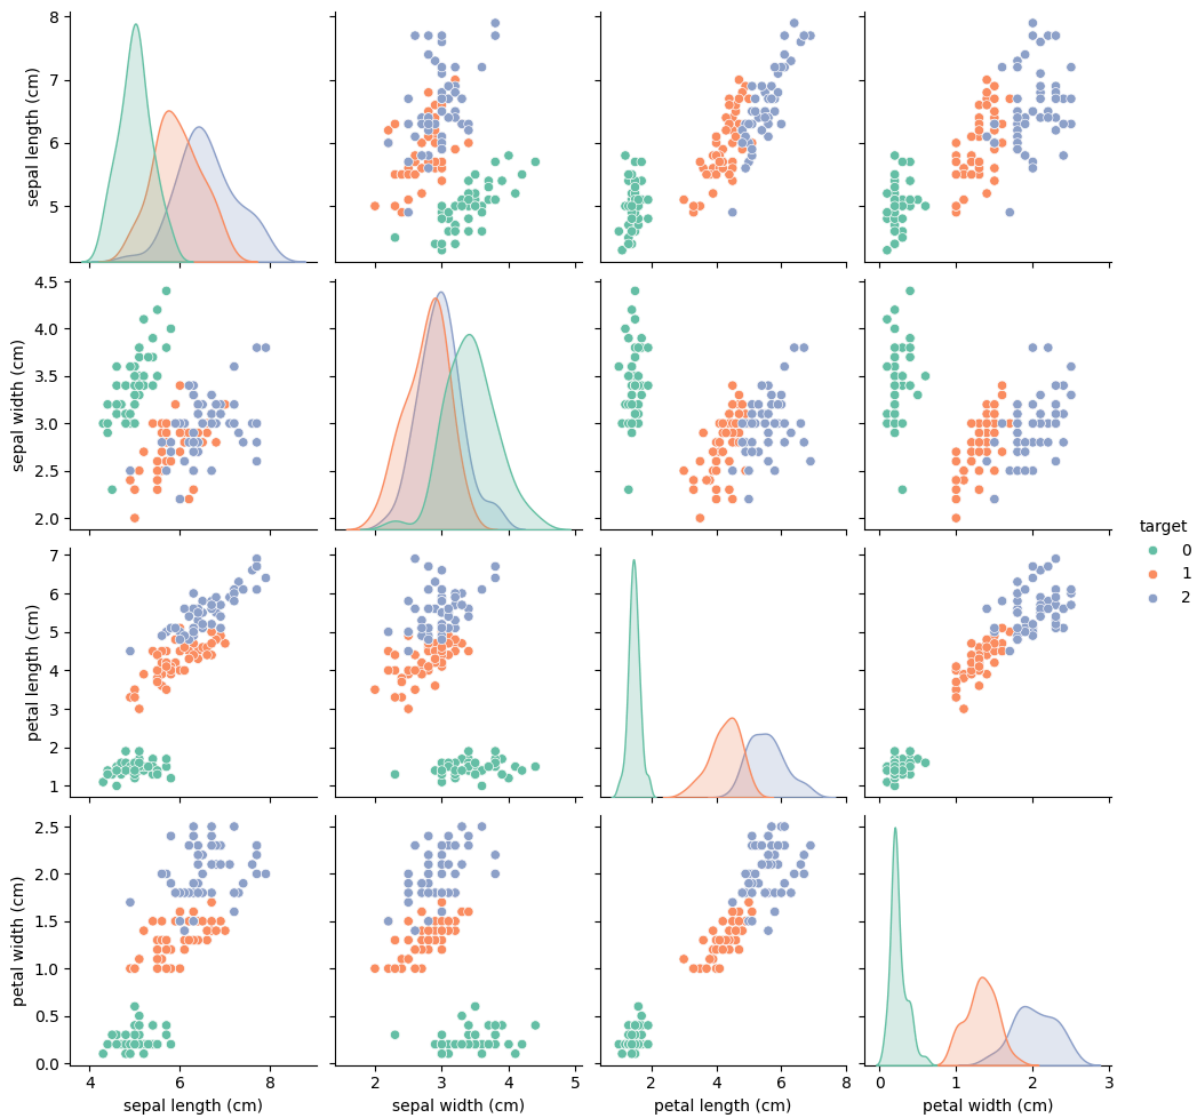 8
7
6
5
sepal length (cm)
4
6
8
4.5
4.0
3.5
3.0
2.5
2.0
sepal width (cm)
target
0
1
2
7
6
5
4
3
2
1
petal length (cm)
2.5
2.0
1.5
1.0
0.5
0.0
petal width (cm)
4 6 8
2 3 4 5
2 4 6 8
0 1 2 3
sepal length (cm) sepal width (cm) petal length (cm) petal width (cm)